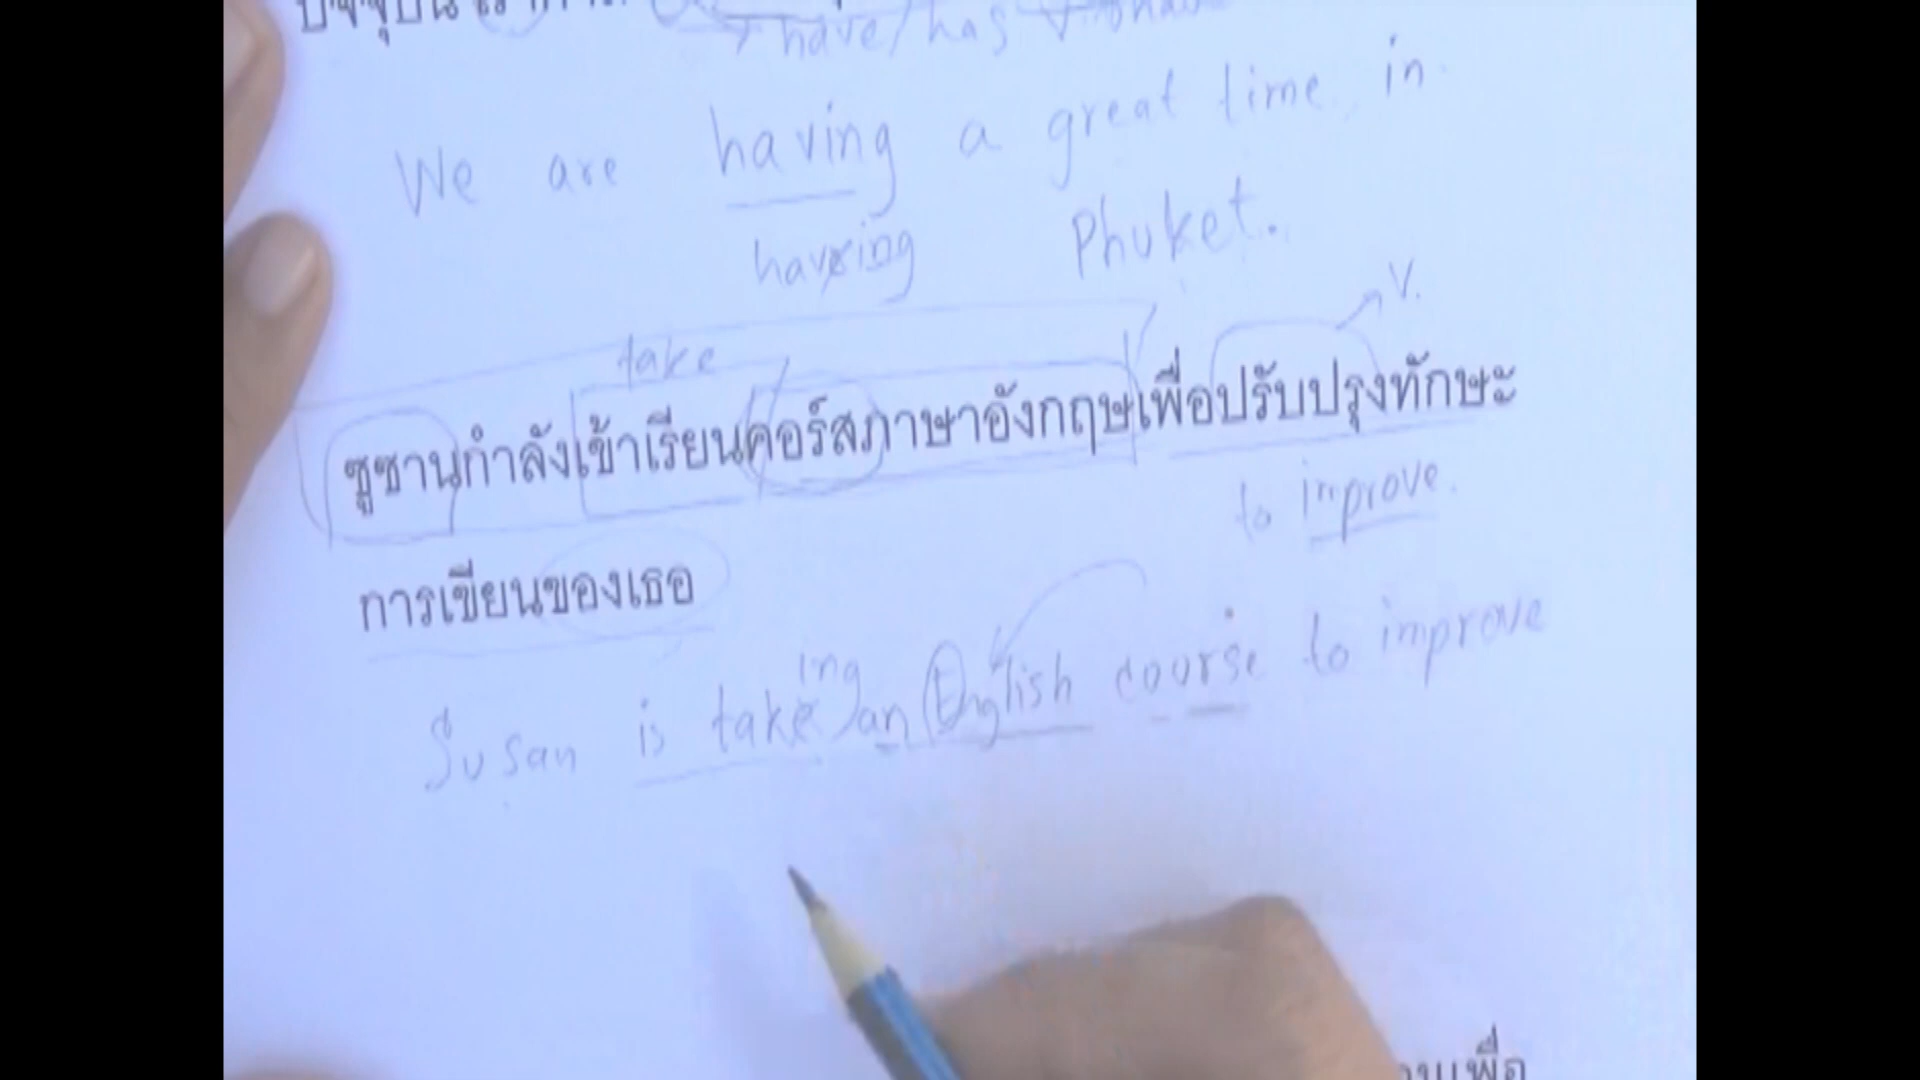 have/has
We are having a great time in
having Phuket.
V.
take
ซูซานกำลังเข้าเรียนคอร์สภาษาอังกฤษเพื่อปรับปรุงทักษะ
to improve.
การเขียนของเธอ
ing
Susan is take an English course to improve